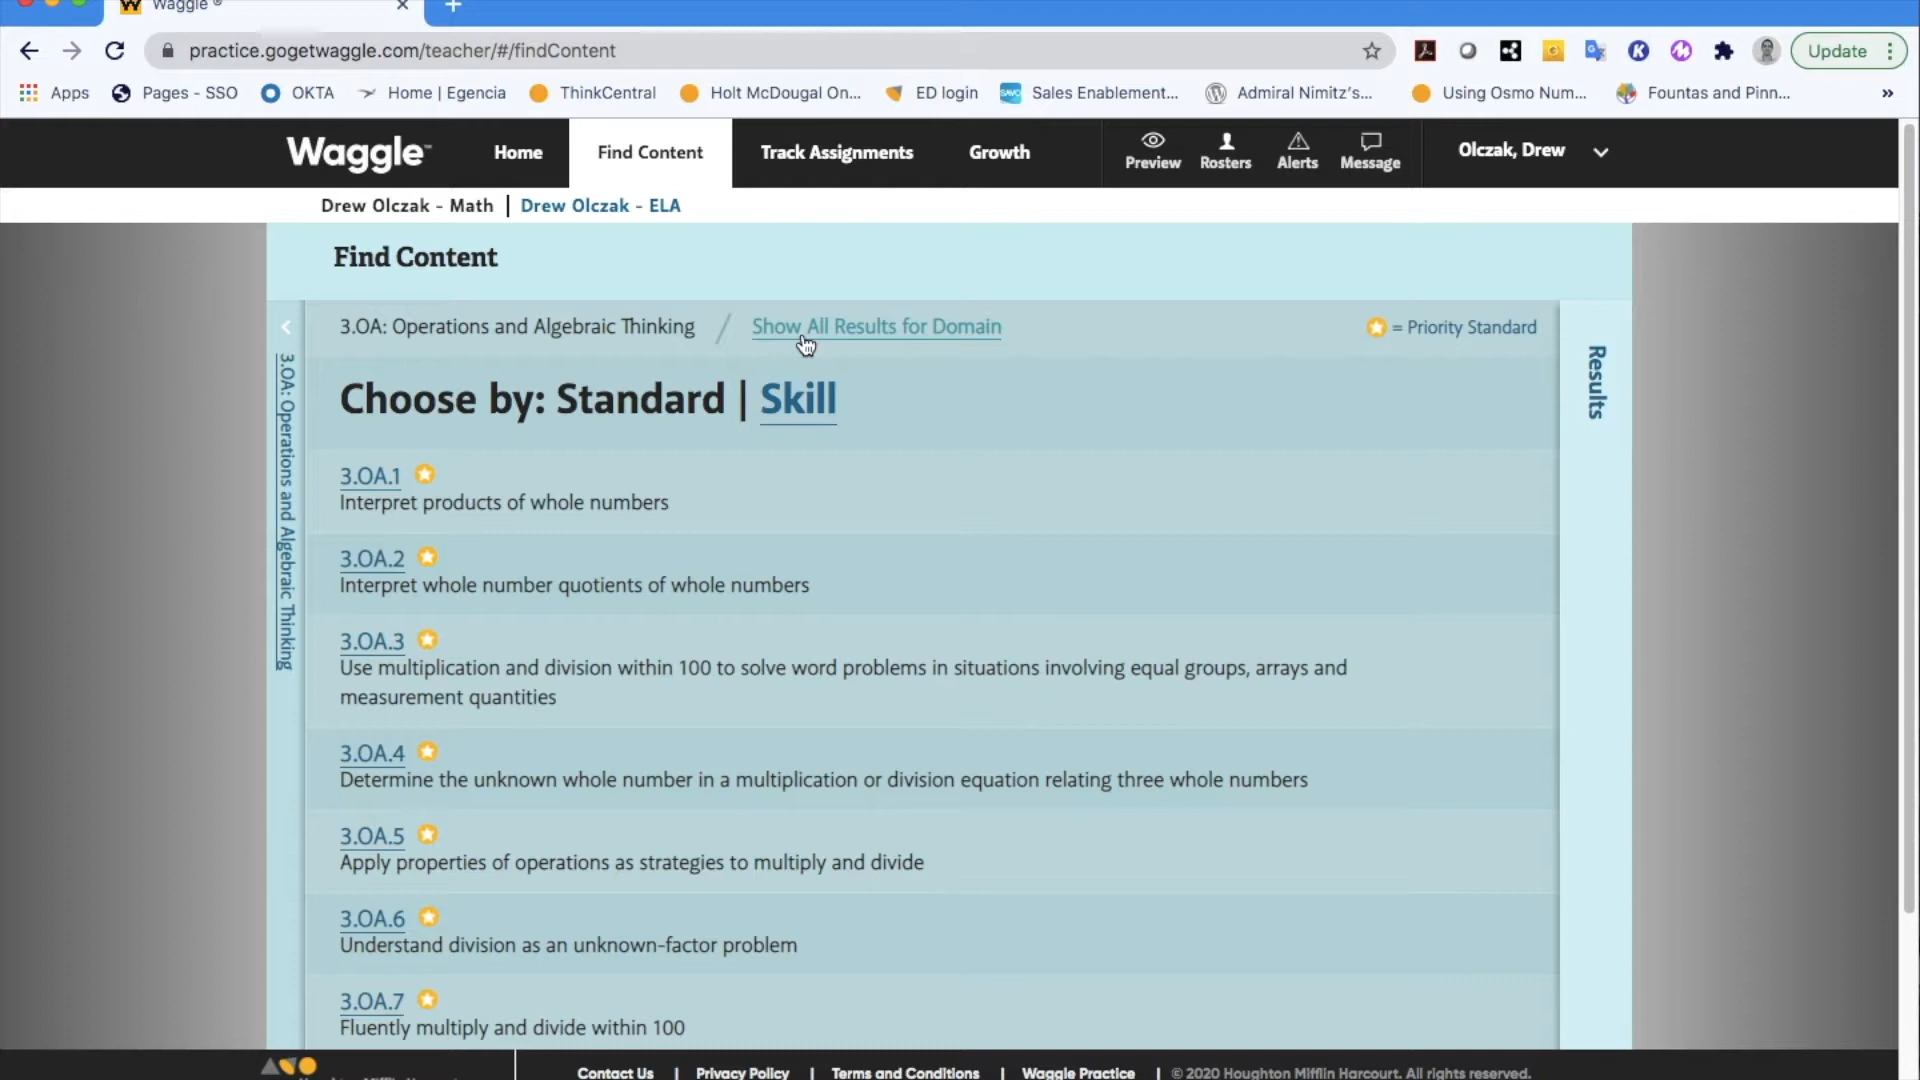 Waggle ®
practice.gogetwaggle.com/teacher/#/findContent
Update
Apps
Pages - SSO
OKTA
Home | Egencia
ThinkCentral
Holt McDougal On...
ED login
Sales Enablement...
Admiral Nimitz's...
Using Osmo Num...
Fountas and Pinn...
»
Waggle
Home
Find Content
Track Assignments
Growth
Preview
Rosters
Alerts
Message
Olczak, Drew
Drew Olczak - Math | Drew Olczak - ELA
Find Content
3.OA: Operations and Algebraic Thinking / Show All Results for Domain
= Priority Standard
3.OA: Operations and Algebraic Thinking
Results
Choose by: Standard | Skill
3.OA.1
Interpret products of whole numbers
3.OA.2
Interpret whole number quotients of whole numbers
3.OA.3
Use multiplication and division within 100 to solve word problems in situations involving equal groups, arrays and
measurement quantities
3.OA.4
Determine the unknown whole number in a multiplication or division equation relating three whole numbers
3.OA.5
Apply properties of operations as strategies to multiply and divide
3.OA.6
Understand division as an unknown-factor problem
3.OA.7
Fluently multiply and divide within 100
Contact Us | Privacy Policy | Terms and Conditions | Waggle Practice | © 2020 Houghton Mifflin Harcourt. All rights reserved.